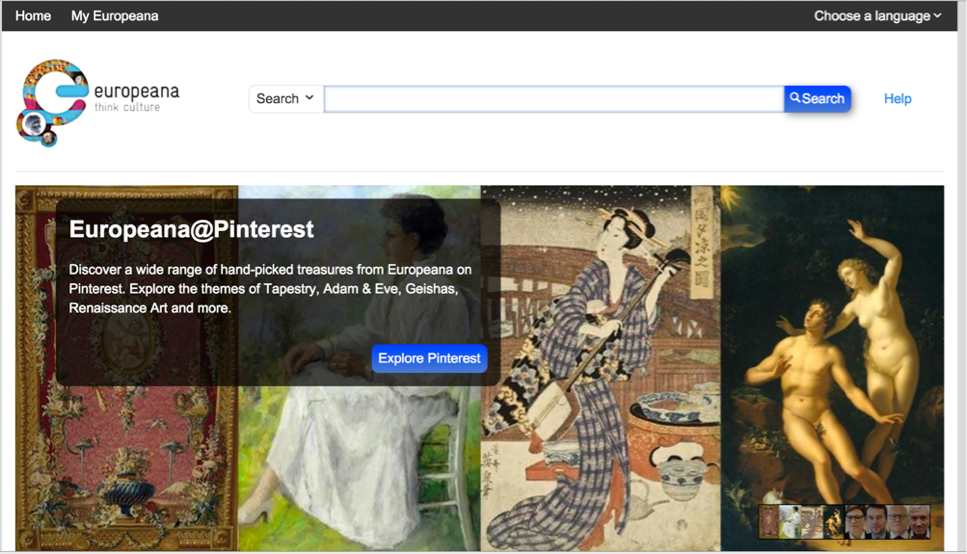 Home My Europeana Choose a language
europeana
think culture
Search
Search
Help
Europeana@Pinterest
Discover a wide range of hand-picked treasures from Europeana on
Pinterest. Explore the themes of Tapestry, Adam & Eve, Geishas,
Renaissance Art and more.
Explore Pinterest